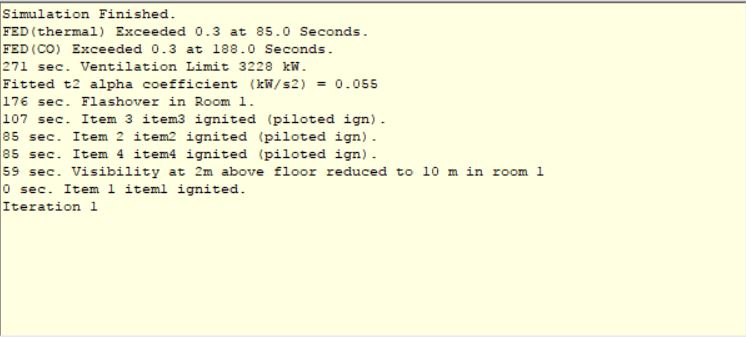 Simulation Finished.
FED(thermal) Exceeded 0.3 at 85.0 Seconds.
FED(CO) Exceeded 0.3 at 188.0 Seconds.
271 sec. Ventilation Limit 3228 kW.
Fitted t2 alpha coefficient (kW/s2) = 0.055
176 sec. Flashover in Room 1.
107 sec. Item 3 item3 ignited (piloted ign).
85 sec. Item 2 item2 ignited (piloted ign).
85 sec. Item 4 item4 ignited (piloted ign).
59 sec. Visibility at 2m above floor reduced to 10 m in room 1
0 sec. Item 1 item1 ignited.
Iteration 1